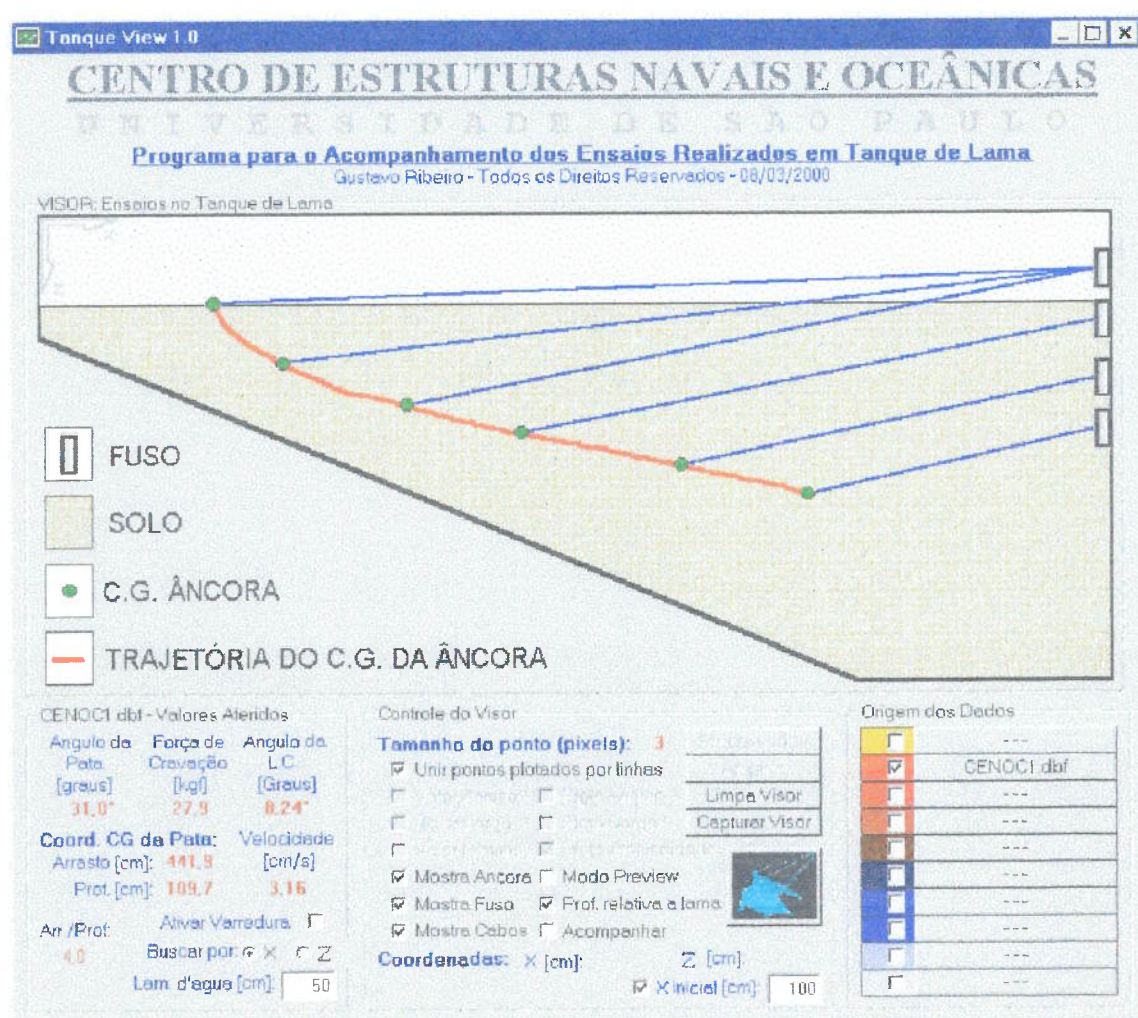 Tanque View 1.0
CENTRO DE ESTRUTURAS NAVAIS E OCEÂNICAS
UNIVERSIDADE DE SÃO PAULO
Programa para o Acompanhamento dos Ensaios Realizados em Tanque de Lama
Gustavo Ribeiro - Todos os Direitos Reservados - 08/03/2000
VISOR: Ensaios no Tanque de Lama
X
Z
FUSO
SOLO
C.G. ÂNCORA
TRAJETÓRIA DO C.G. DA ÂNCORA
CENOC1.dbf - Valores Aferidos
Angulo da Pata [graus]
31,0°
Força de Cravação [kgf]
27,9
Angulo da L.C. [Graus]
8,24°
Coord. CG da Pata:
Arrasto [cm]: 441,9
Prof. [cm]: 109,7
Velocidade [cm/s]
3,16
Arr./Prof:
4,0
Ativar Varredura
Buscar por: X Z
Lam. d'agua [cm]: 50
Controle do Visor
Tamanho do ponto (pixels): 3
Unir pontos plotados por linhas
Limpa Visor
Capturar Visor
Mostra Ancora
Modo Preview
Mostra Fuso
Prof. relativa a lama
Mostra Cabos
Acompanhar
Coordenadas: X [cm]: Z [cm]:
X inicial [cm]: 100
Origem dos Dados
---
CENOC1.dbf
---
---
---
---
---
---
---
---